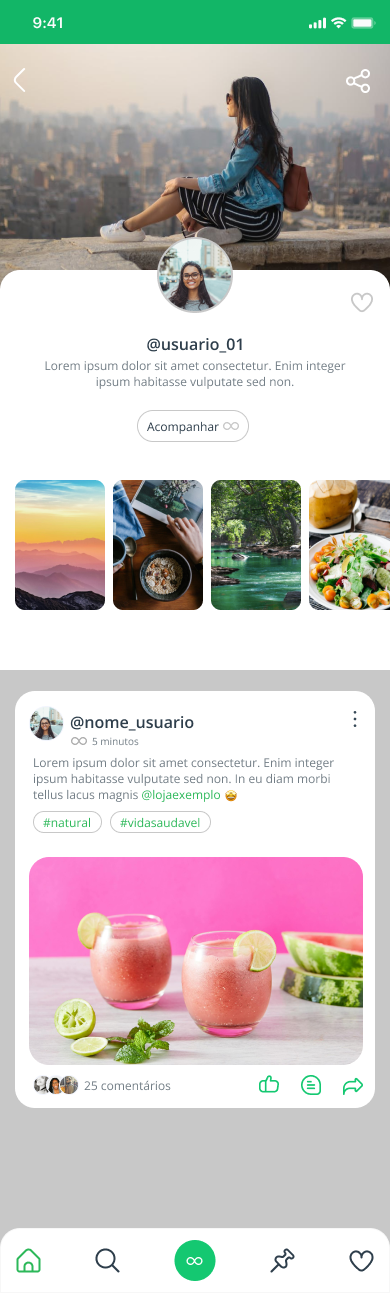 9:41
@usuario_01
Lorem ipsum dolor sit amet consectetur. Enim integer
ipsum habitasse vulputate sed non.
Acompanhar
@nome_usuario
5 minutos
Lorem ipsum dolor sit amet consectetur. Enim integer
ipsum habitasse vulputate sed non. In eu diam morbi
tellus lacus magnis @lojaexemplo 🤩
#natural #vidasaudavel
25 comentários